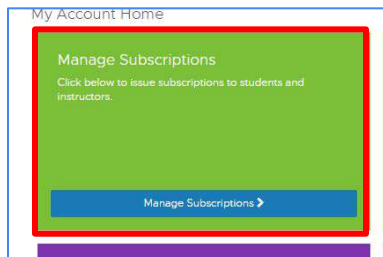 My Account Home
Manage Subscriptions
Click below to issue subscriptions to students and
instructors.
Manage Subscriptions